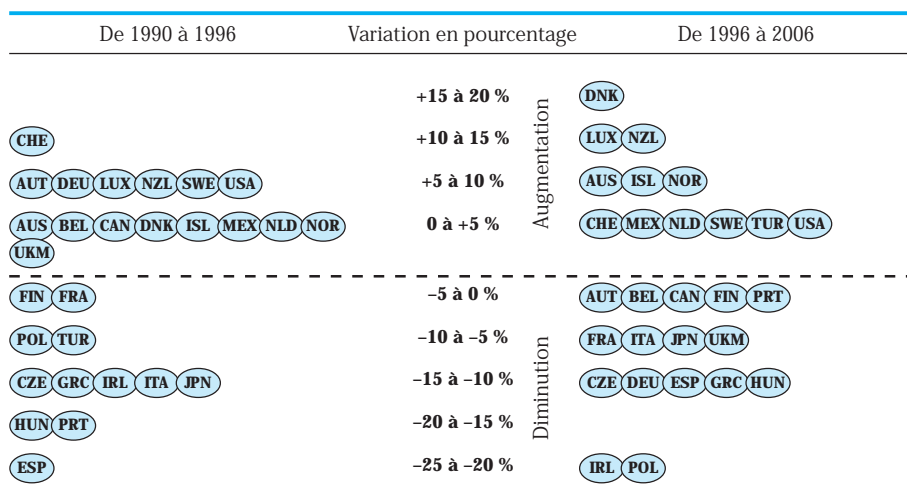 De 1990 à 1996 Variation en pourcentage De 1996 à 2006
+15 à 20 % DNK
CHE +10 à 15 % LUX NZL
AUT DEU LUX NZL SWE USA +5 à 10 % AUS ISL NOR
AUS BEL CAN DNK ISL MEX NLD NOR 0 à +5 % CHE MEX NLD SWE TUR USA
UKM
Augmentation
FIN FRA –5 à 0 % AUT BEL CAN FIN PRT
POL TUR –10 à –5 % FRA ITA JPN UKM
CZE GRC IRL ITA JPN –15 à –10 % CZE DEU ESP GRC HUN
HUN PRT –20 à –15 %
ESP –25 à –20 % IRL POL
Diminution